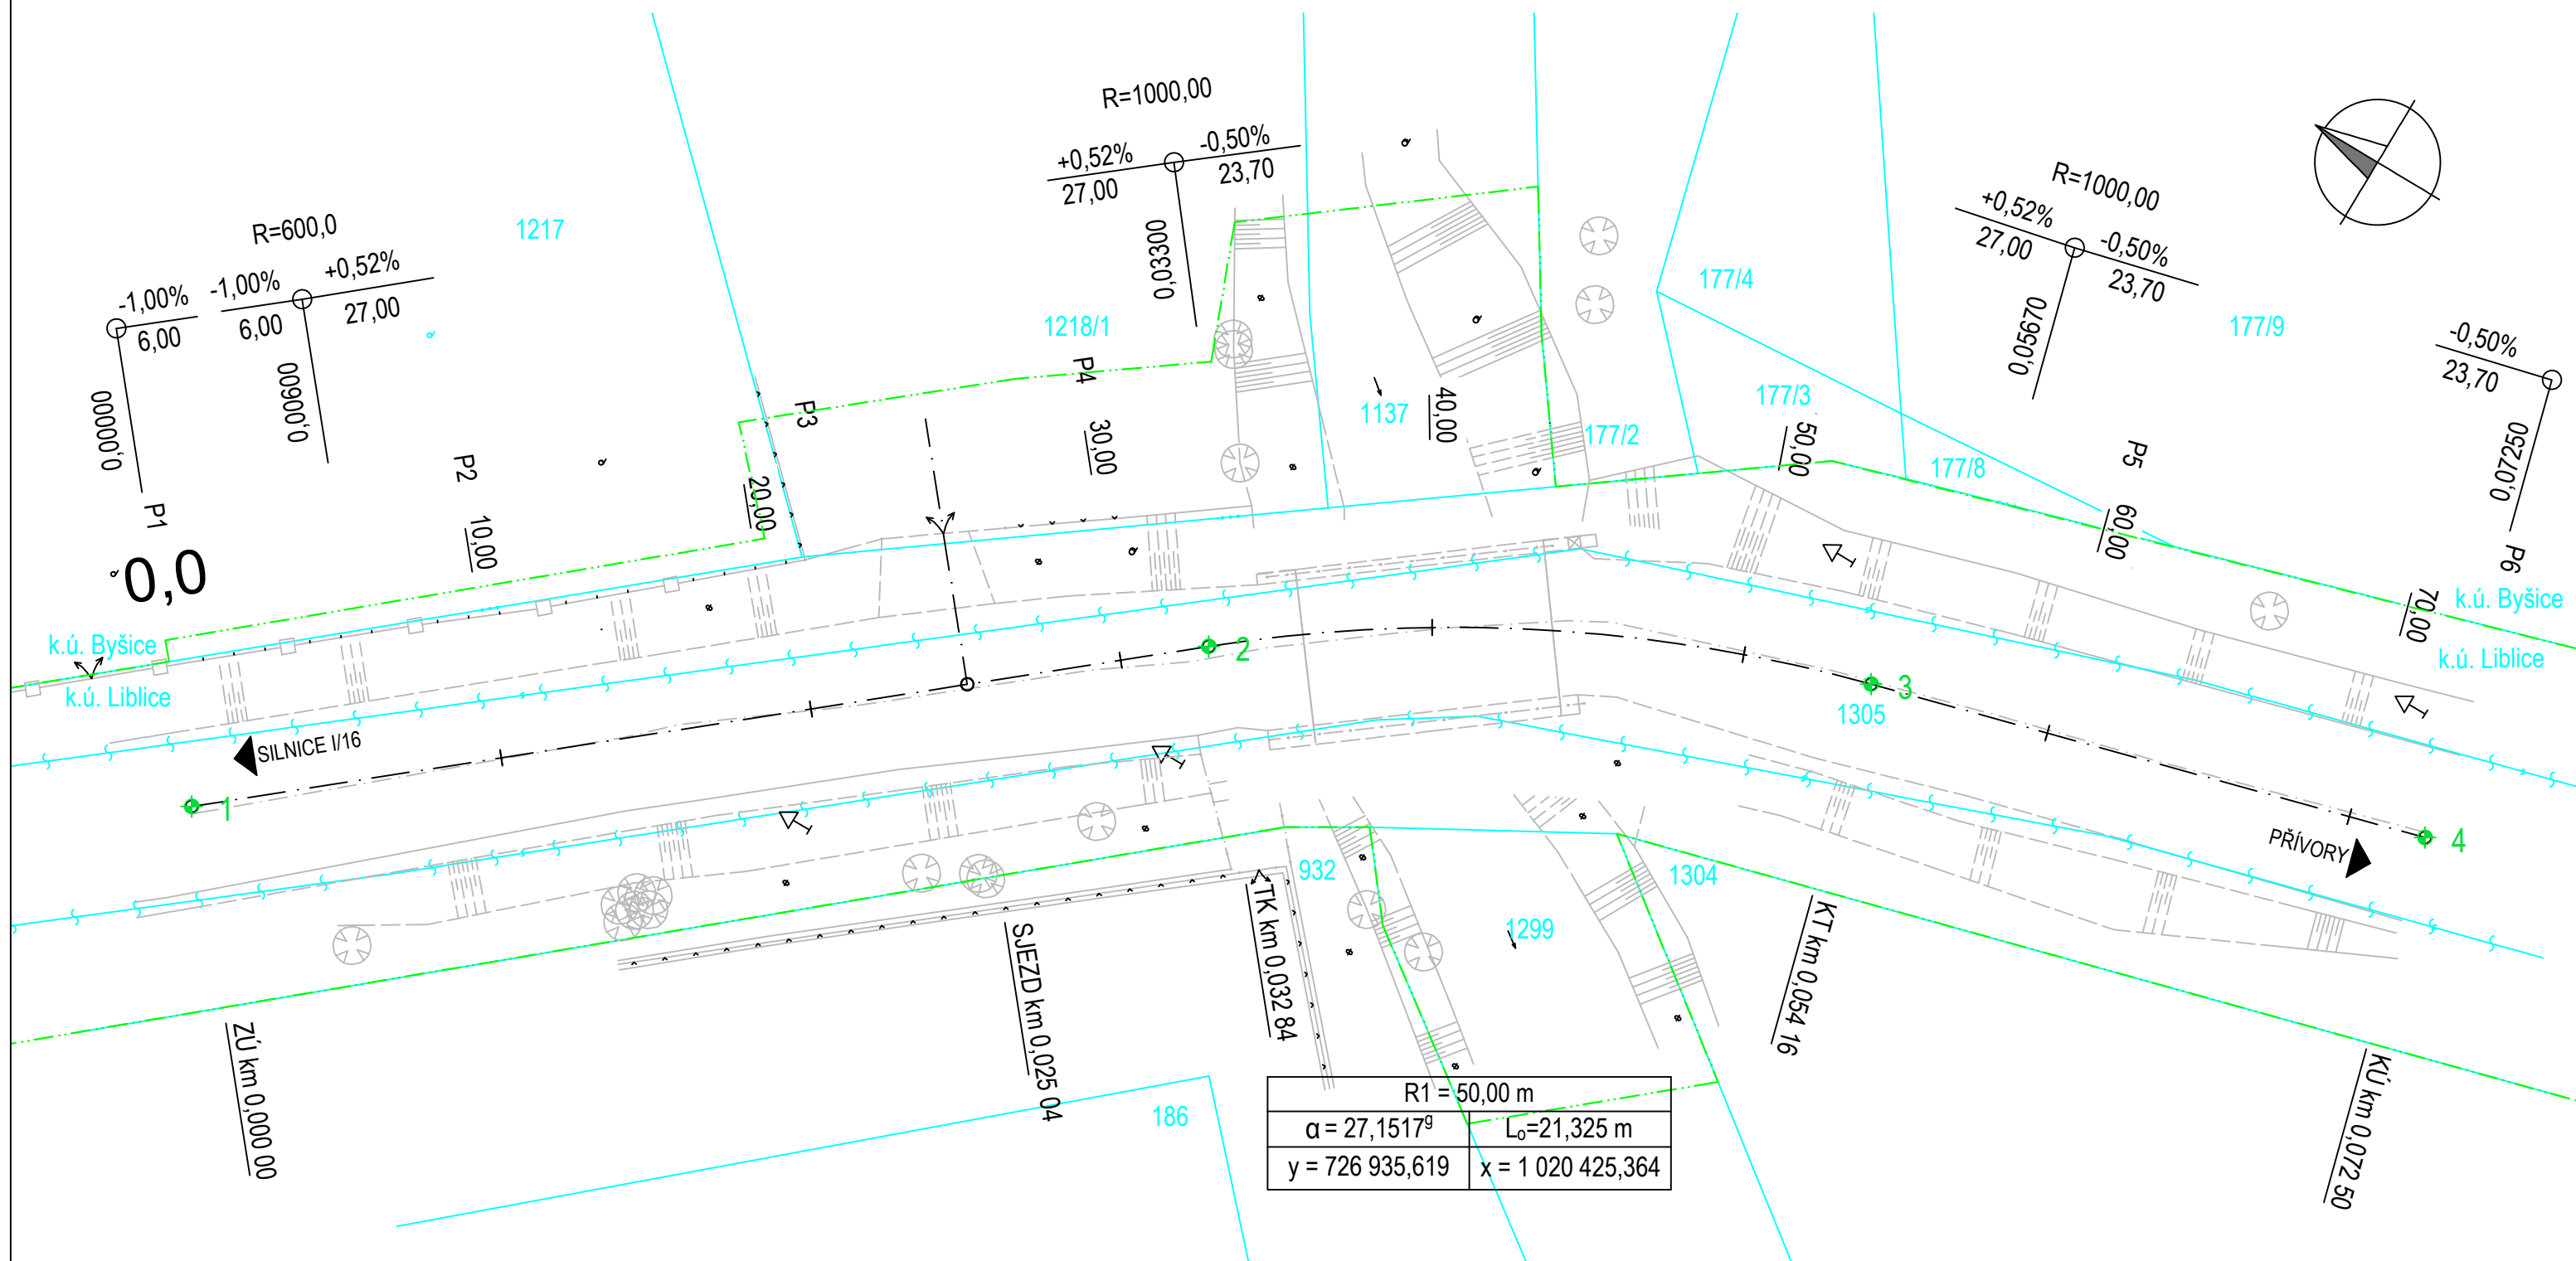 R=1000,00
+0,52% -0,50%
27,00 23,70
0,03300
R=1000,00
+0,52% -0,50%
27,00 23,70
0,05670
R=600,0
-1,00% -1,00% +0,52%
6,00 6,00 27,00
0,00000 0,00600
-0,50%
23,70
0,07250
1217
1218/1
1137
177/4
177/3
177/2
177/9
177/8
P1
P2
P3
P4
P5
P6
0,0
10,00
20,00
30,00
40,00
50,00
60,00
70,00
k.ú. Byšice
k.ú. Liblice
k.ú. Byšice
k.ú. Liblice
SILNICE I/16
1
2
3
4
1305
PŘÍVORY
932
1299
1304
186
ZÚ km 0,000 00
SJEZD km 0,025 04
TK km 0,032 84
KT km 0,054 16
KÚ km 0,072 50
R1 = 50,00 m
α = 27,1517g Lo=21,325 m
y = 726 935,619 x = 1 020 425,364